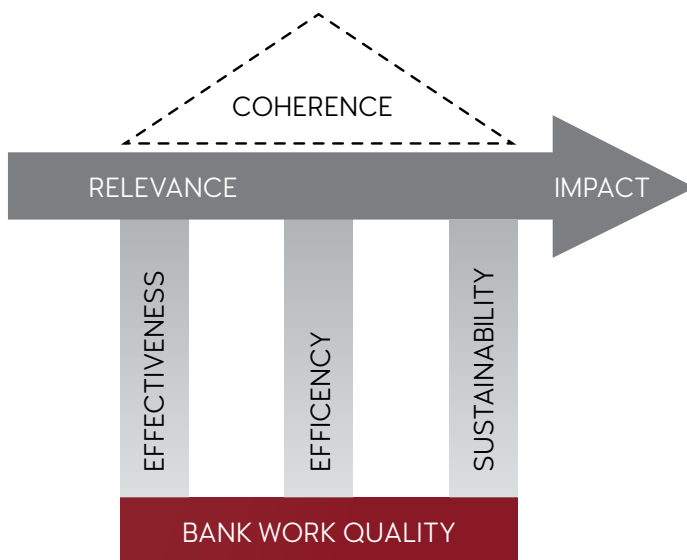 COHERENCE
RELEVANCE
IMPACT
EFFECTIVENESS
EFFICENCY
SUSTAINABILITY
BANK WORK QUALITY